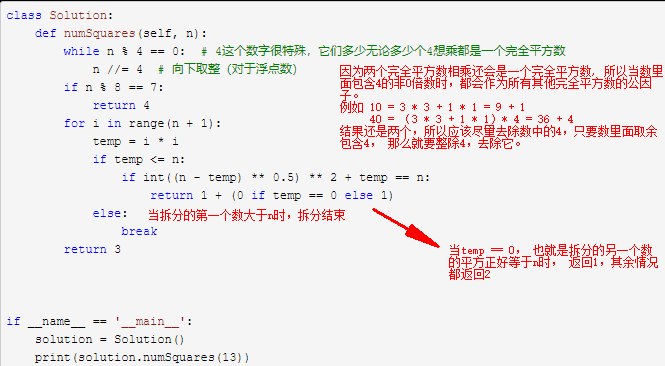 class Solution:
def numSquares(self, n):
while n % 4 == 0:  # 4这个数字很特殊，它们多少无论多少个4想乘都是一个完全平方数
n //= 4  # 向下取整（对于浮点数）
if n % 8 == 7:
return 4
for i in range(n + 1):
temp = i * i
if temp <= n:
if int((n - temp) ** 0.5) ** 2 + temp == n:
return 1 + (0 if temp == 0 else 1)
else:
break
return 3
因为两个完全平方数相乘还会是一个完全平方数，所以当数里
面包含4的非0倍数时，都会作为所有其他完全平方数的公因
子。
例如 10 = 3 * 3 + 1 * 1 = 9 + 1
40 = （3 * 3 + 1 * 1）* 4 = 36 + 4
结果还是两个，所以应该尽量去除数中的4，只要数里面取余
包含4， 那么就要整除4，去除它。
当拆分的第一个数大于n时，拆分结束
当temp == 0， 也就是拆分的另一个数
的平方正好等于n时， 返回1，其余情况
都返回2
if __name__ == '__main__':
solution = Solution()
print(solution.numSquares(13))